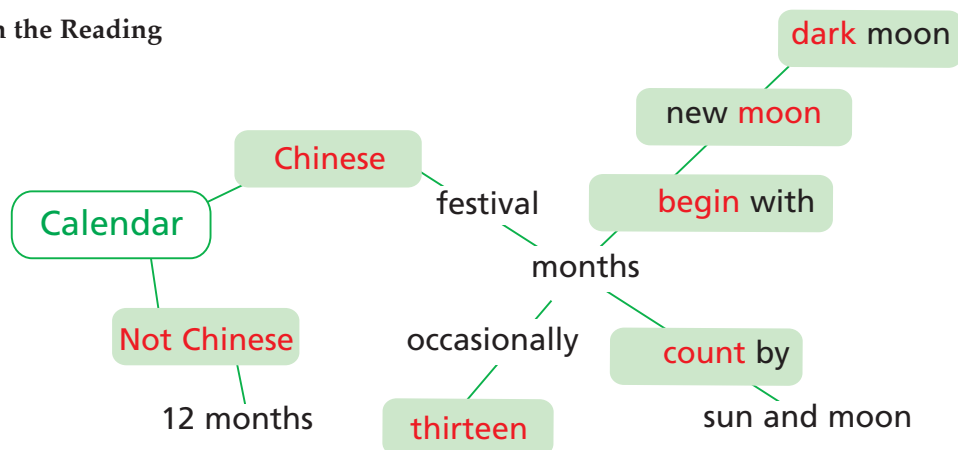 n the Reading
dark moon
new moon
Chinese
begin with
festival
Calendar
months
Not Chinese
occasionally
count by
12 months
thirteen
sun and moon